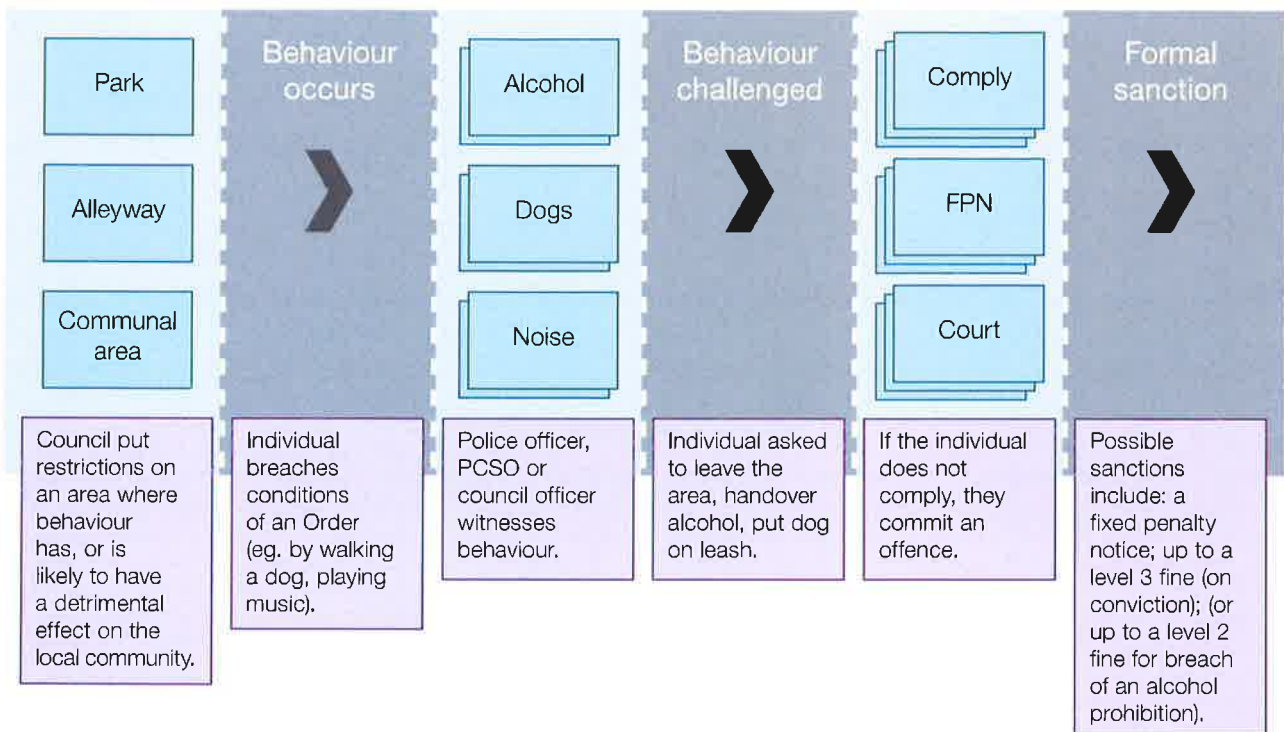 Park
Alleyway
Communal
area
Behaviour
occurs
Alcohol
Dogs
Noise
Behaviour
challenged
Comply
FPN
Court
Formal
sanction
Council put
restrictions on
an area where
behaviour
has, or is
likely to have
a detrimental
effect on the
local community.
Individual
breaches
conditions
of an Order
(eg. by walking
a dog, playing
music).
Police officer,
PCSO or
council officer
witnesses
behaviour.
Individual asked
to leave the
area, handover
alcohol, put dog
on leash.
If the individual
does not
comply, they
commit an
offence.
Possible
sanctions
include: a
fixed penalty
notice; up to a
level 3 fine (on
conviction); (or
up to a level 2
fine for breach
of an alcohol
prohibition).